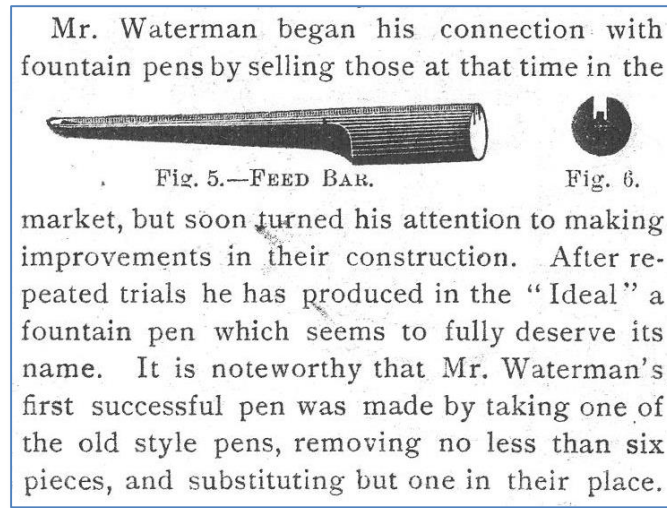 Mr. Waterman began his connection with
fountain pens by selling those at that time in the
Fig. 5.—FEED BAR.
Fig. 6.
market, but soon turned his attention to making
improvements in their construction. After re-
peated trials he has produced in the “Ideal” a
fountain pen which seems to fully deserve its
name. It is noteworthy that Mr. Waterman's
first successful pen was made by taking one of
the old style pens, removing no less than six
pieces, and substituting but one in their place.